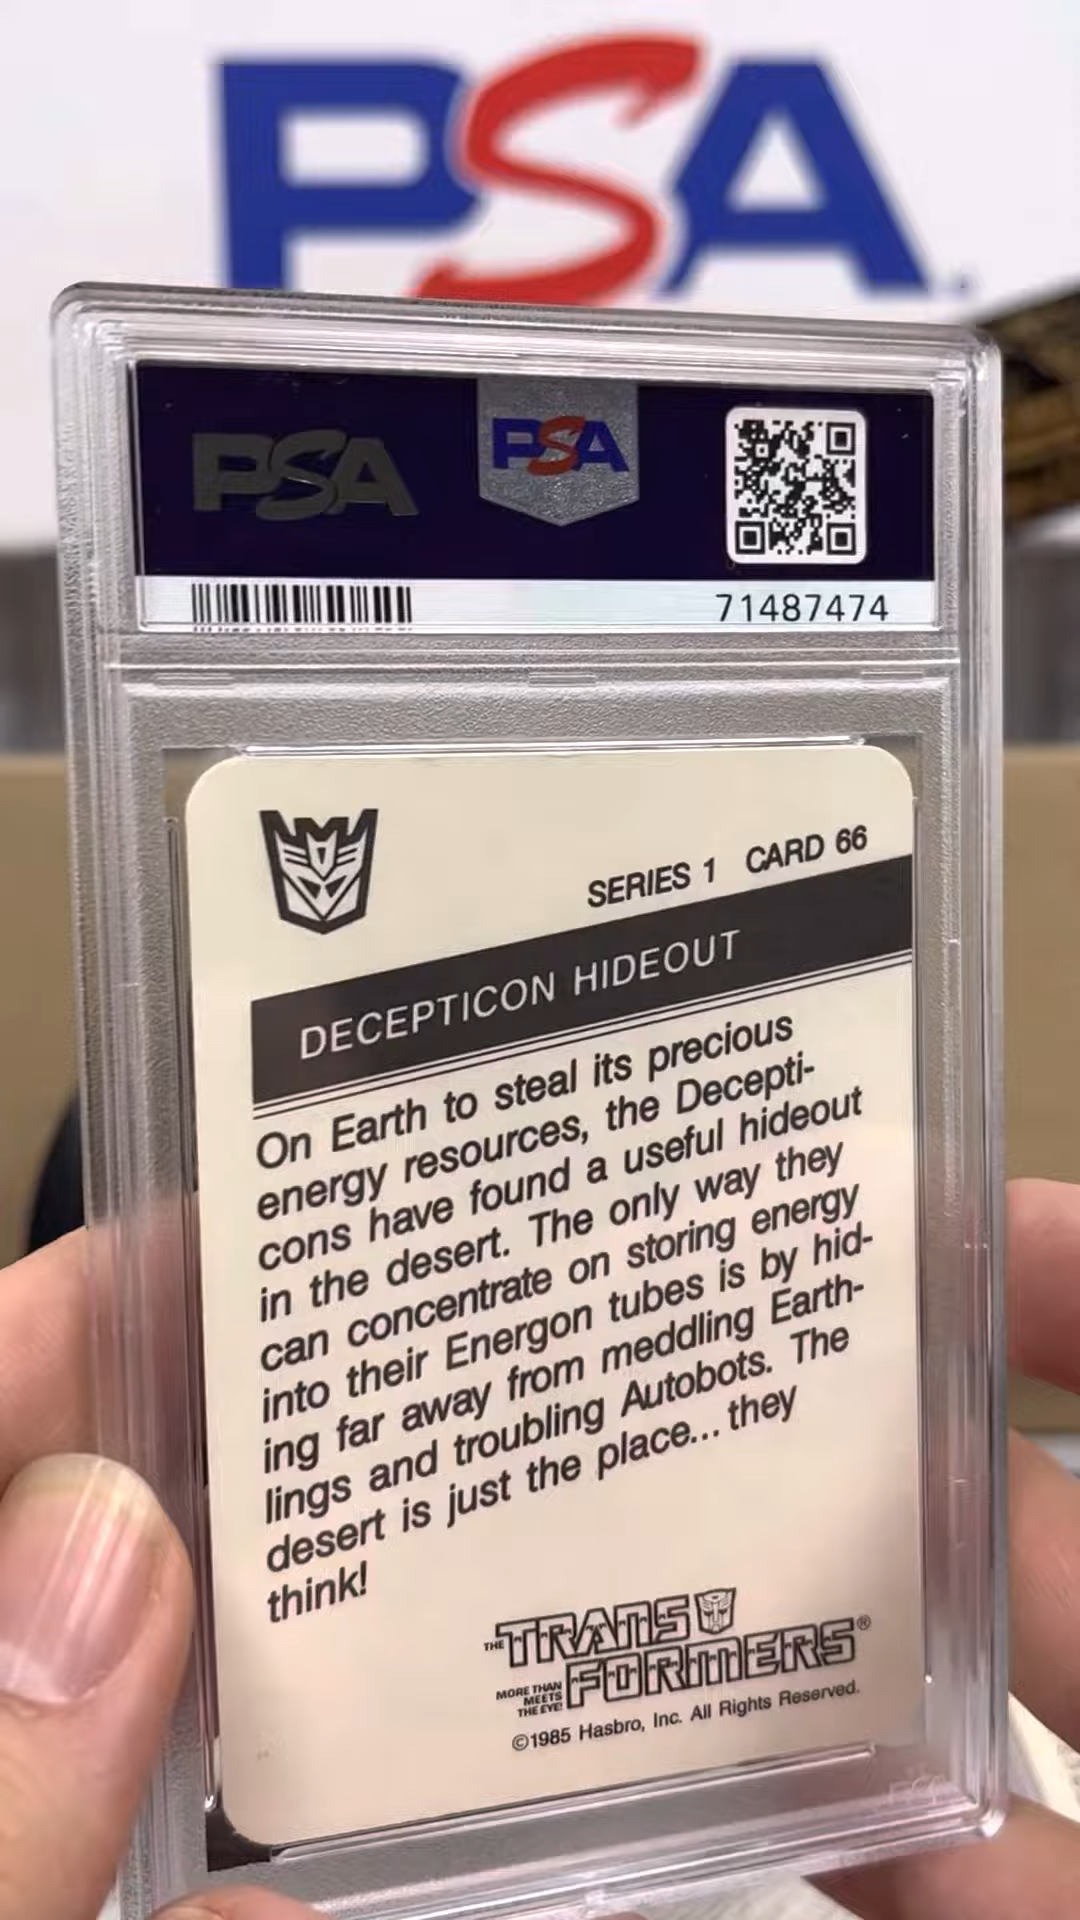 PSA
PSA
PSA
71487474
SERIES 1 CARD 66
DECEPTICON HIDEOUT
On Earth to steal its precious
energy resources, the Decepti-
cons have found a useful hideout
in the desert. The only way they
can concentrate on storing energy
into their Energon tubes is by hid-
ing far away from meddling Earth-
lings and troubling Autobots. The
desert is just the place...they
think!
THE TRANS
FORMERS®
MORE THAN
MEETS
THE EYE!
©1985 Hasbro, Inc. All Rights Reserved.